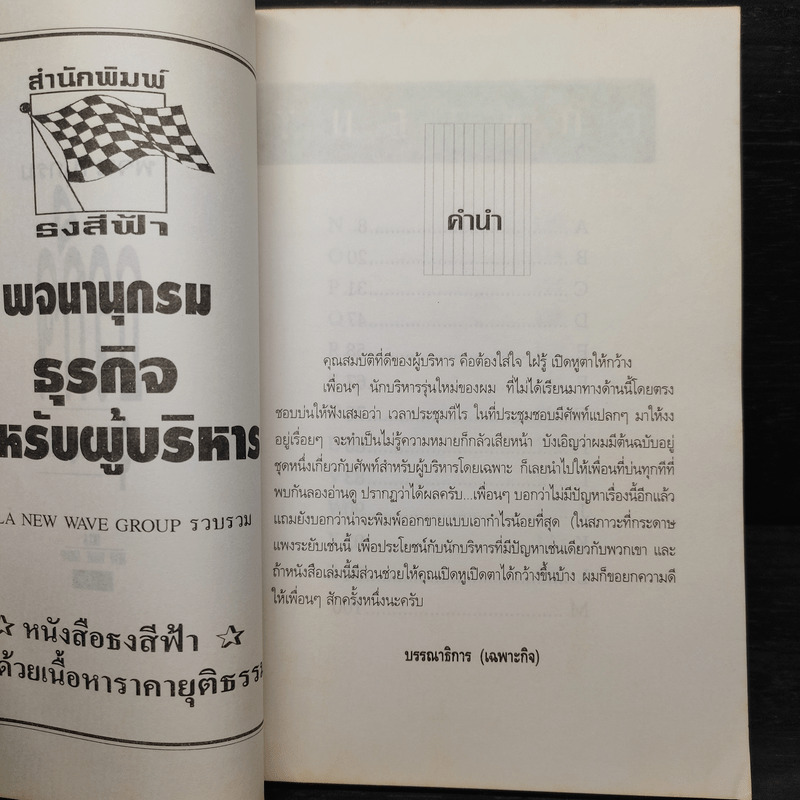 สำนักพิมพ์
ธงสีฟ้า
พจนานุกรม
ธุรกิจ
หรับผู้บริหาร
LA NEW WAVE GROUP รวบรวม
หนังสือธงสีฟ้า
ด้วยเนื้อหาราคายุติธรร
คำนำ
คุณสมบัติที่ดีของผู้บริหาร คือต้องใส่ใจ ใฝ่รู้ เปิดหูตาให้กว้าง
เพื่อนๆ นักบริหารรุ่นใหม่ของผม ที่ไม่ได้เรียนมาทางด้านนี้โดยตรง
ชอบบ่นให้ฟังเสมอว่า เวลาประชุมทีไร ในที่ประชุมชอบมีศัพท์แปลกๆ มาให้งง
อยู่เรื่อยๆ จะทำเป็นไม่รู้ความหมายก็กลัวเสียหน้า บังเอิญว่าผมมีต้นฉบับอยู่
ชุดหนึ่งเกี่ยวกับศัพท์สำหรับผู้บริหารโดยเฉพาะ ก็เลยนำไปให้เพื่อนที่บ่นทุกทีที่
พบกันลองอ่านดู ปรากฏว่าได้ผลครับ...เพื่อนๆ บอกว่าไม่มีปัญหาเรื่องนี้อีกแล้ว
แถมยังบอกว่าน่าจะพิมพ์ออกขายแบบเอากำไรน้อยที่สุด (ในสภาวะที่กระดาษ
แพงระยับเช่นนี้ เพื่อประโยชน์กับนักบริหารที่มีปัญหาเช่นเดียวกับพวกเขา และ
ถ้าหนังสือเล่มนี้มีส่วนช่วยให้คุณเปิดหูเปิดตาได้กว้างขึ้นบ้าง ผมก็ขอยกความดี
ให้เพื่อนๆ สักครั้งหนึ่งนะครับ
บรรณาธิการ (เฉพาะกิจ)